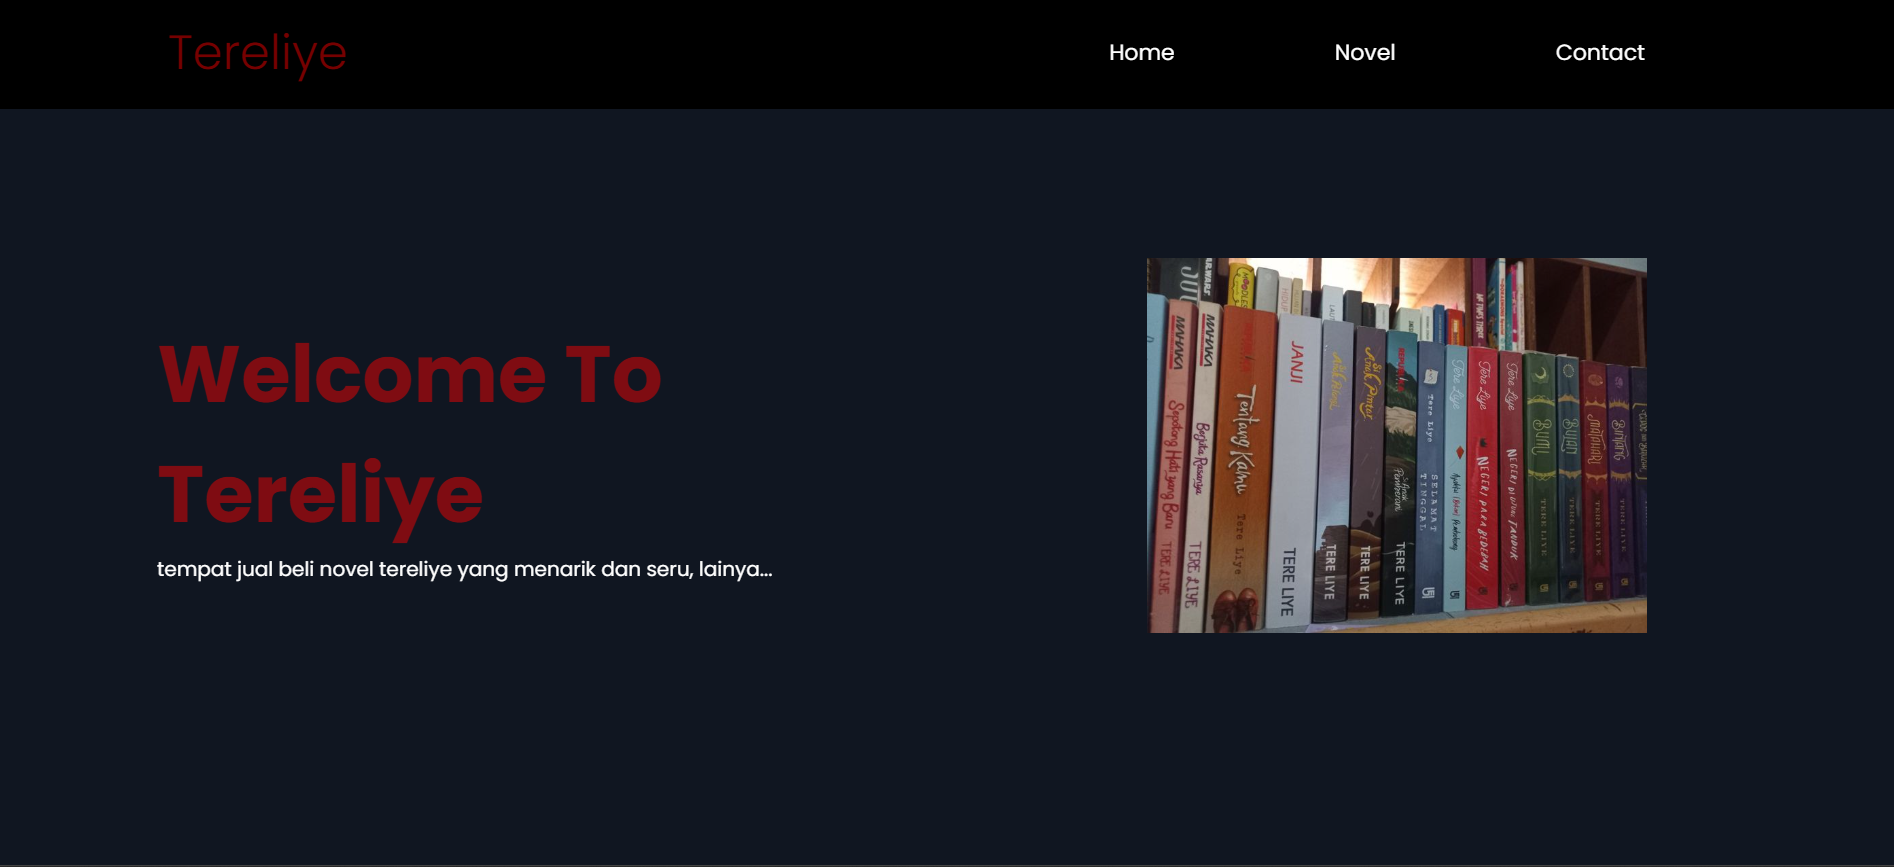 Tereliye
Home
Novel
Contact
Welcome To
Tereliye
tempat jual beli novel tereliye yang menarik dan seru, lainya...
MAHAKA
Sepotong Hati yang Baru
TERE LIYE
MAHAKA
Berjuta Rasanya
TERE LIYE
Tentang Kamu
Tere Liye
JANJI
TERE LIYE
TERE LIYE
Si Anak Pintar
TERE LIYE
Si Anak Pemberani
TERE LIYE
Tere Liye
SELAMAT
TINGGAL
Tere Liye
Tere Liye
NEGERI PARA BEDEBAH
Tere Liye
NEGERI DI UJUNG TANDUK
BUMI
TERE LIYE
BULAN
TERE LIYE
MATAHARI
TERE LIYE
BINTANG
TERE LIYE